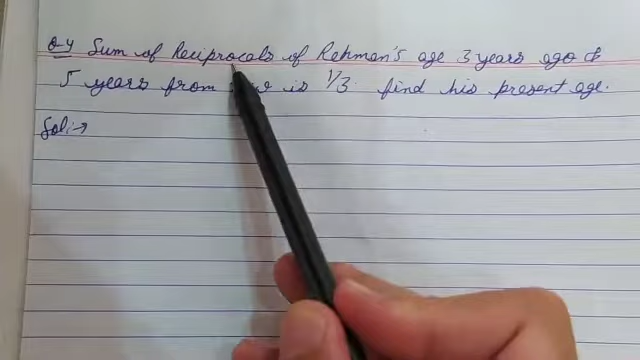 Q-4 Sum of Reciprocals of Rehman's age 3 years ago &
5 years from is 1/3. find his present age.
Sol:→